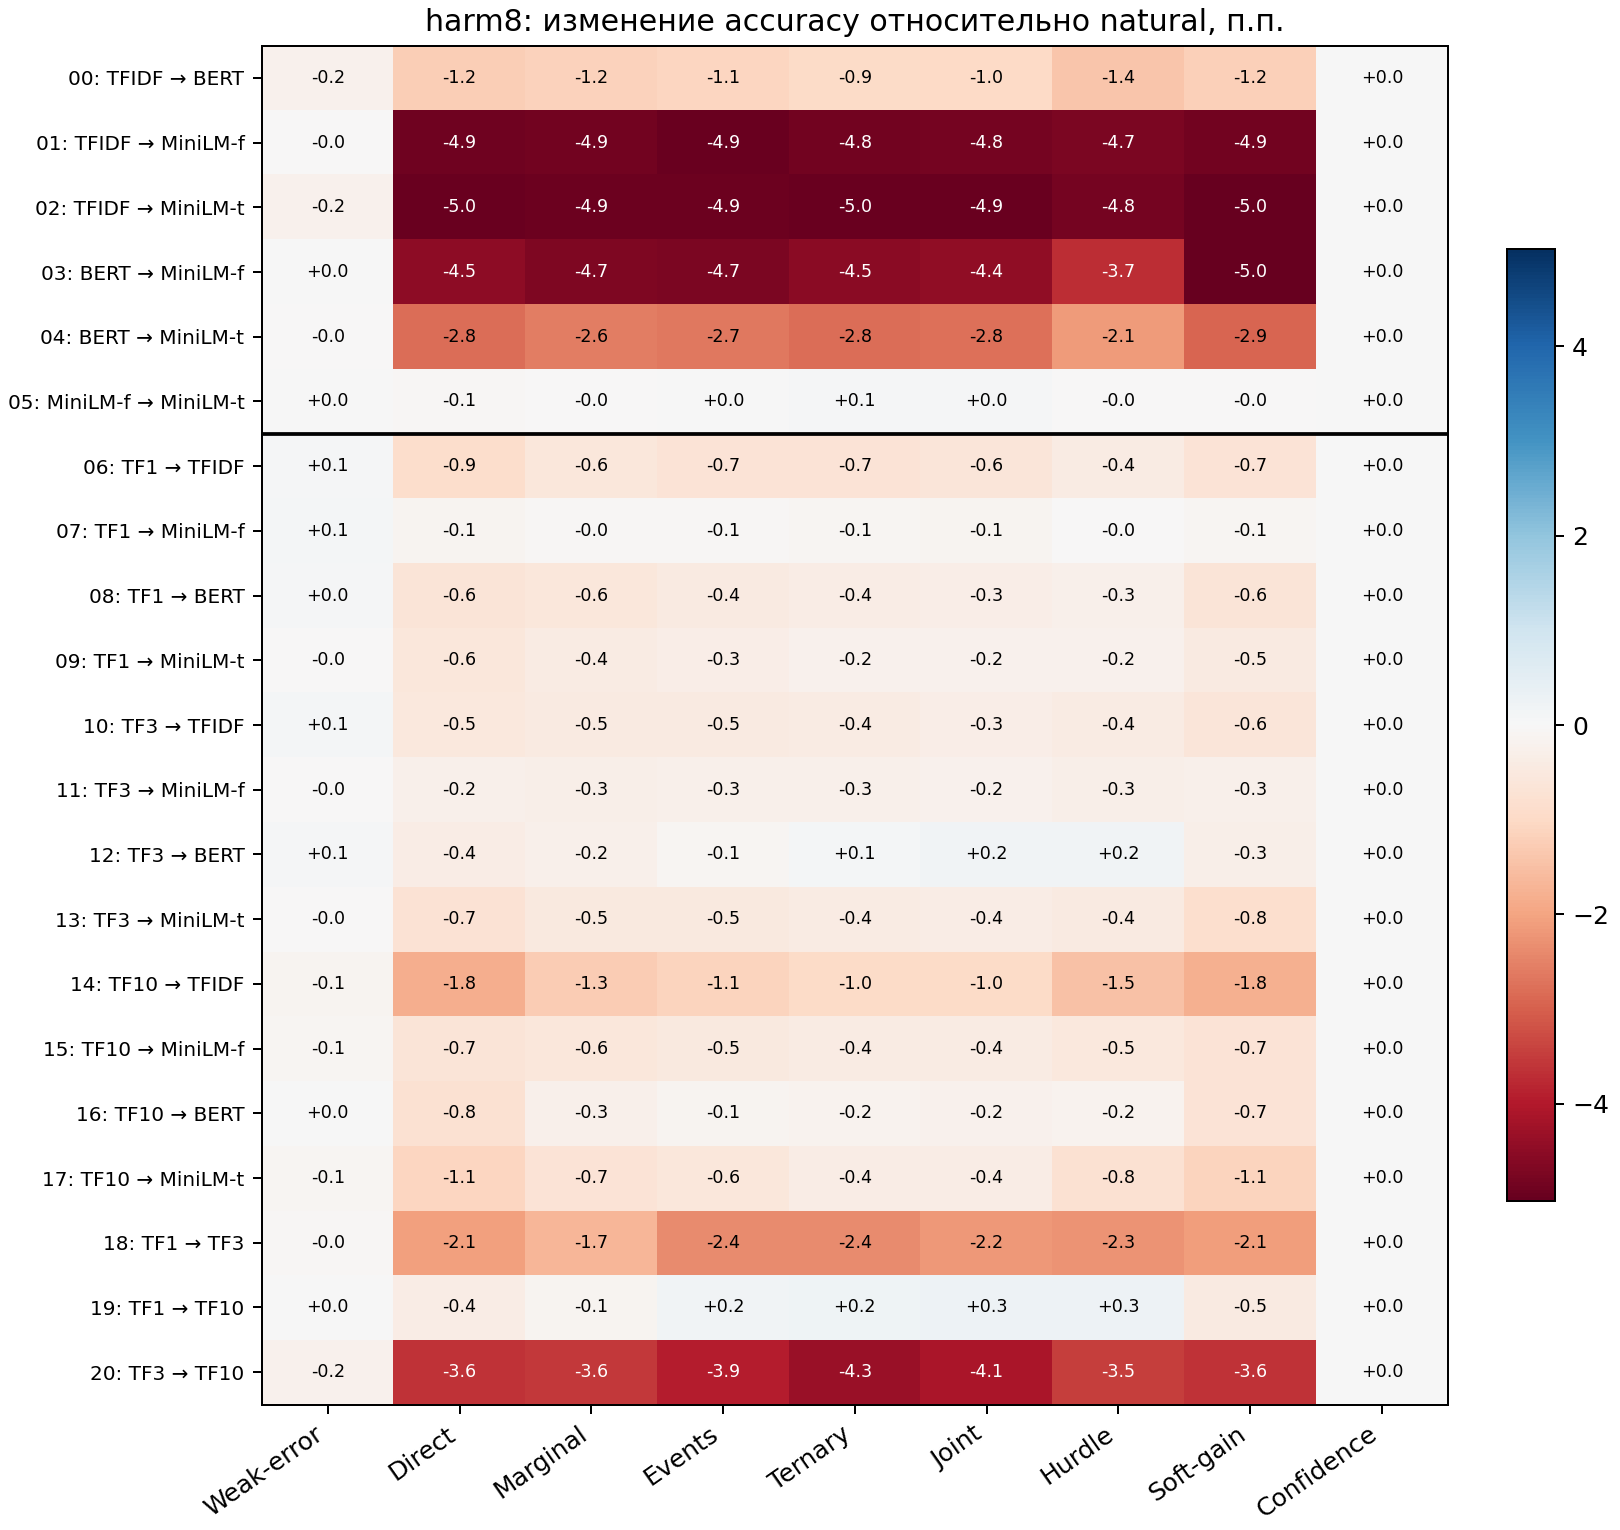 harm8: изменение accuracy относительно natural, п.п.
00: TFIDF → BERT -0.2 -1.2 -1.2 -1.1 -0.9 -1.0 -1.4 -1.2 +0.0
01: TFIDF → MiniLM-f -0.0 -4.9 -4.9 -4.9 -4.8 -4.8 -4.7 -4.9 +0.0
02: TFIDF → MiniLM-t -0.2 -5.0 -4.9 -4.9 -5.0 -4.9 -4.8 -5.0 +0.0
03: BERT → MiniLM-f +0.0 -4.5 -4.7 -4.7 -4.5 -4.4 -3.7 -5.0 +0.0
04: BERT → MiniLM-t -0.0 -2.8 -2.6 -2.7 -2.8 -2.8 -2.1 -2.9 +0.0
05: MiniLM-f → MiniLM-t +0.0 -0.1 -0.0 +0.0 +0.1 +0.0 -0.0 -0.0 +0.0
06: TF1 → TFIDF +0.1 -0.9 -0.6 -0.7 -0.7 -0.6 -0.4 -0.7 +0.0
07: TF1 → MiniLM-f +0.1 -0.1 -0.0 -0.1 -0.1 -0.1 -0.0 -0.1 +0.0
08: TF1 → BERT +0.0 -0.6 -0.6 -0.4 -0.4 -0.3 -0.3 -0.6 +0.0
09: TF1 → MiniLM-t -0.0 -0.6 -0.4 -0.3 -0.2 -0.2 -0.2 -0.5 +0.0
10: TF3 → TFIDF +0.1 -0.5 -0.5 -0.5 -0.4 -0.3 -0.4 -0.6 +0.0
11: TF3 → MiniLM-f -0.0 -0.2 -0.3 -0.3 -0.3 -0.2 -0.3 -0.3 +0.0
12: TF3 → BERT +0.1 -0.4 -0.2 -0.1 +0.1 +0.2 +0.2 -0.3 +0.0
13: TF3 → MiniLM-t -0.0 -0.7 -0.5 -0.5 -0.4 -0.4 -0.4 -0.8 +0.0
14: TF10 → TFIDF -0.1 -1.8 -1.3 -1.1 -1.0 -1.0 -1.5 -1.8 +0.0
15: TF10 → MiniLM-f -0.1 -0.7 -0.6 -0.5 -0.4 -0.4 -0.5 -0.7 +0.0
16: TF10 → BERT +0.0 -0.8 -0.3 -0.1 -0.2 -0.2 -0.2 -0.7 +0.0
17: TF10 → MiniLM-t -0.1 -1.1 -0.7 -0.6 -0.4 -0.4 -0.8 -1.1 +0.0
18: TF1 → TF3 -0.0 -2.1 -1.7 -2.4 -2.4 -2.2 -2.3 -2.1 +0.0
19: TF1 → TF10 +0.0 -0.4 -0.1 +0.2 +0.2 +0.3 +0.3 -0.5 +0.0
20: TF3 → TF10 -0.2 -3.6 -3.6 -3.9 -4.3 -4.1 -3.5 -3.6 +0.0
Weak-error Direct Marginal Events Ternary Joint Hurdle Soft-gain Confidence
4
2
0
−2
−4